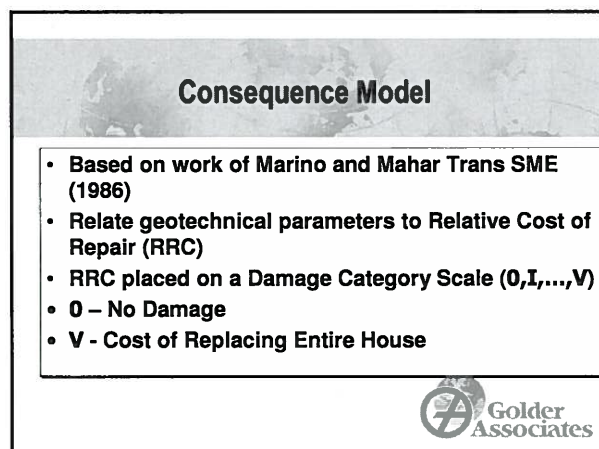 Consequence Model
• Based on work of Marino and Mahar Trans SME
(1986)
• Relate geotechnical parameters to Relative Cost of
Repair (RRC)
• RRC placed on a Damage Category Scale (0,I,...,V)
• 0 – No Damage
• V - Cost of Replacing Entire House
Golder
Associates